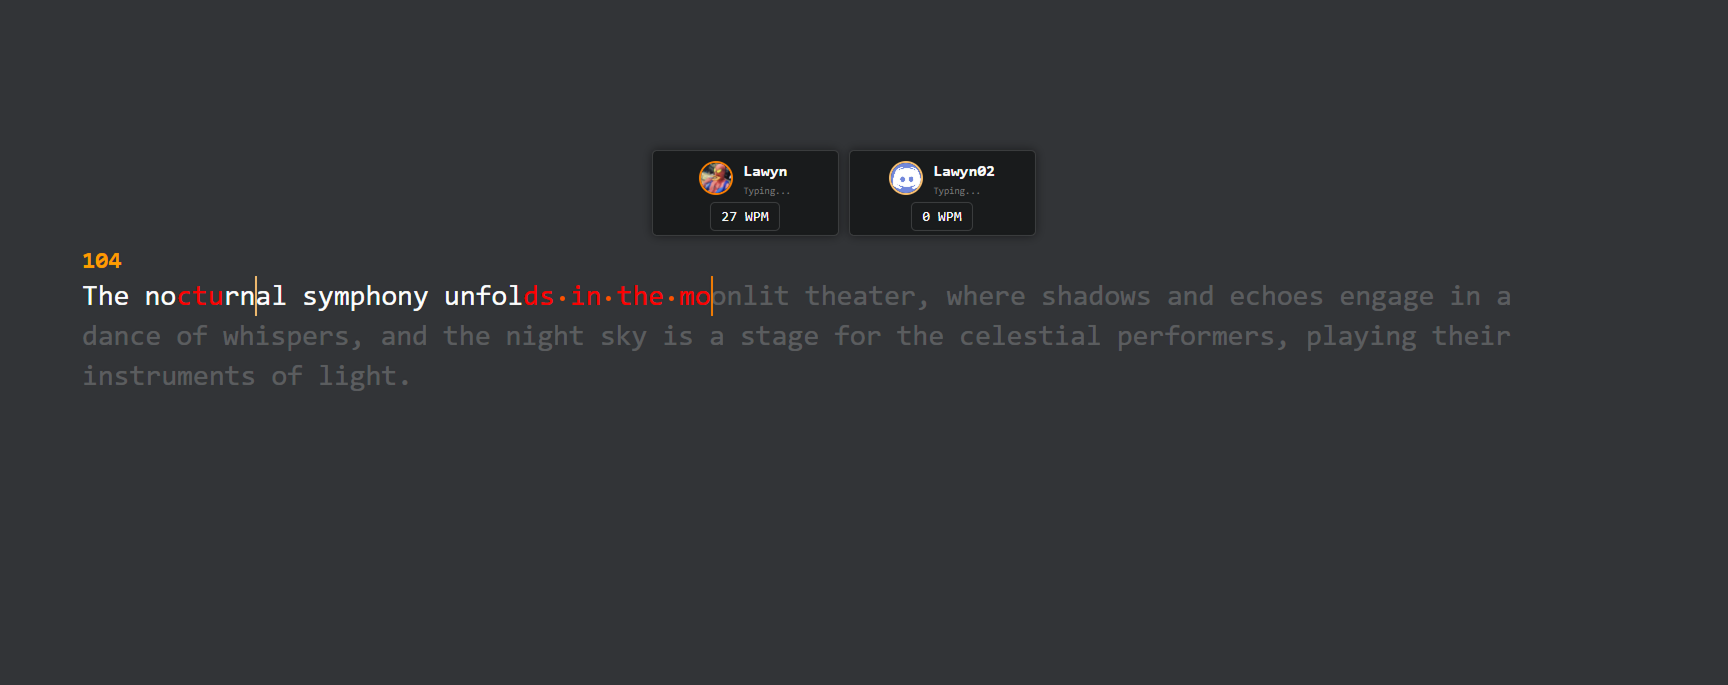 Lawyn
Typing...
27 WPM
Lawyn02
Typing...
0 WPM
104
The nocturnal symphony unfolds·in·the·moonlit theater, where shadows and echoes engage in a
dance of whispers, and the night sky is a stage for the celestial performers, playing their
instruments of light.